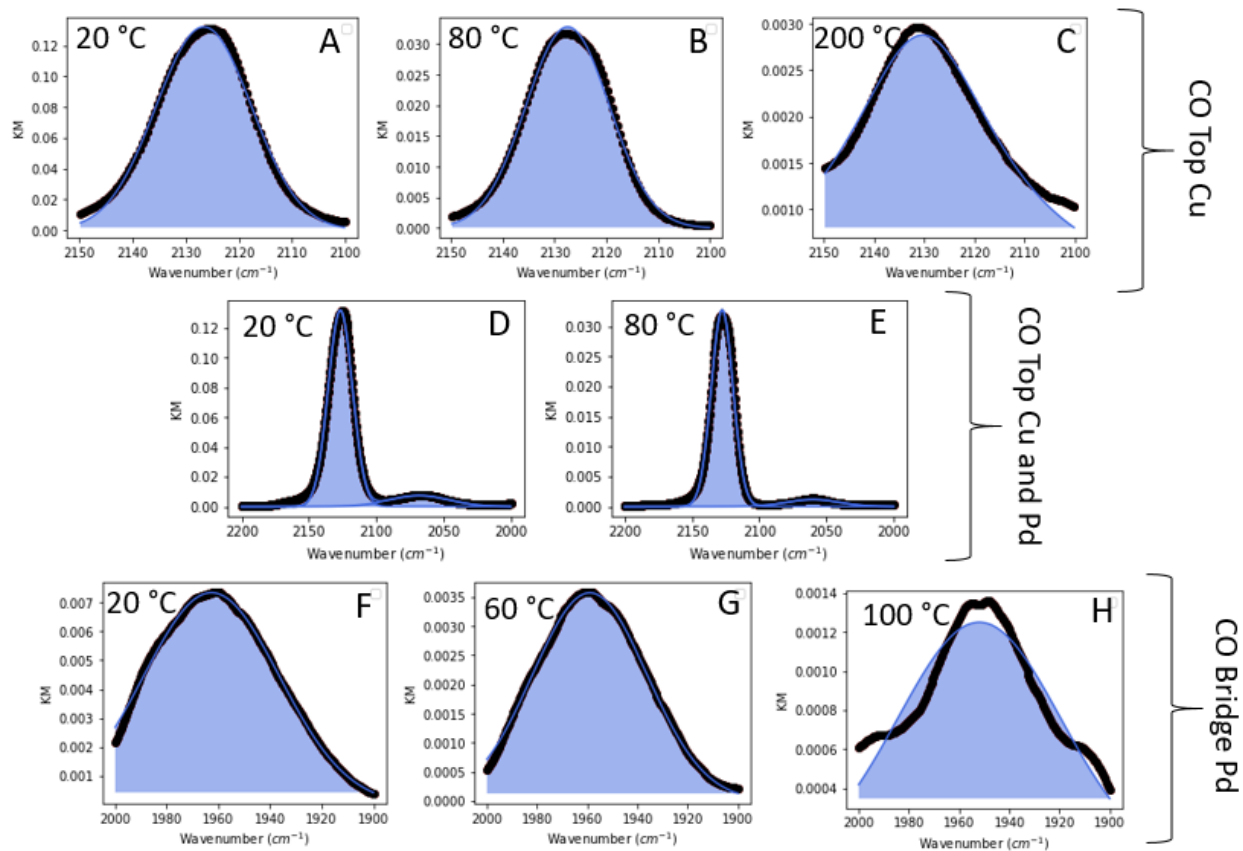 20 °C
A
0.12
0.10
0.08
0.06
0.04
0.02
0.00
KM
2150 2140 2130 2120 2110 2100
Wavenumber (cm⁻¹)
80 °C
B
0.030
0.025
0.020
0.015
0.010
0.005
0.000
KM
2150 2140 2130 2120 2110 2100
Wavenumber (cm⁻¹)
200 °C
C
0.0030
0.0025
0.0020
0.0015
0.0010
KM
2150 2140 2130 2120 2110 2100
Wavenumber (cm⁻¹)
CO Top Cu
20 °C
D
0.12
0.10
0.08
0.06
0.04
0.02
0.00
KM
2200 2150 2100 2050 2000
Wavenumber (cm⁻¹)
80 °C
E
0.030
0.025
0.020
0.015
0.010
0.005
0.000
KM
2200 2150 2100 2050 2000
Wavenumber (cm⁻¹)
CO Top Cu and Pd
20 °C
F
0.007
0.006
0.005
0.004
0.003
0.002
0.001
KM
2000 1980 1960 1940 1920 1900
Wavenumber (cm⁻¹)
60 °C
G
0.0035
0.0030
0.0025
0.0020
0.0015
0.0010
0.0005
0.0000
KM
2000 1980 1960 1940 1920 1900
Wavenumber (cm⁻¹)
100 °C
H
0.0014
0.0012
0.0010
0.0008
0.0006
0.0004
KM
2000 1980 1960 1940 1920 1900
Wavenumber (cm⁻¹)
CO Bridge Pd